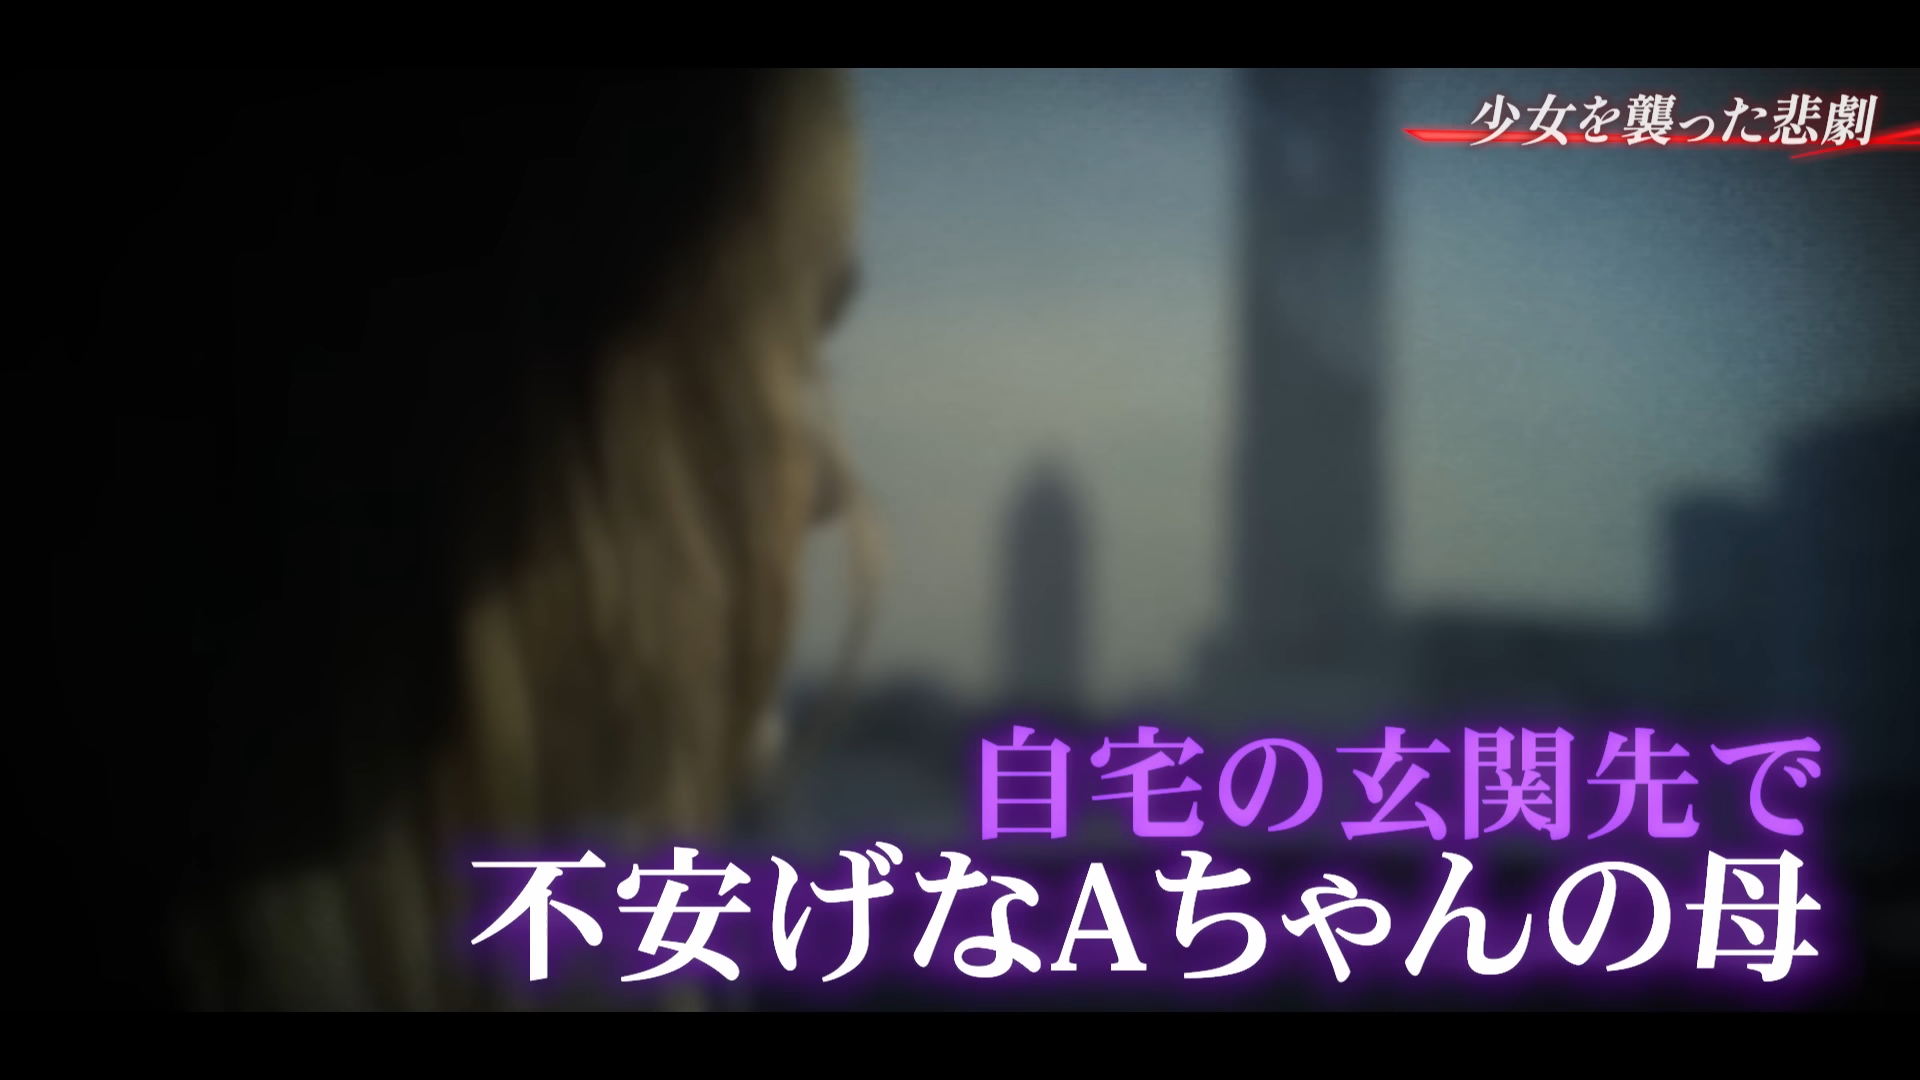 少女を襲った悲劇
自宅の玄関先で
不安げなAちゃんの母